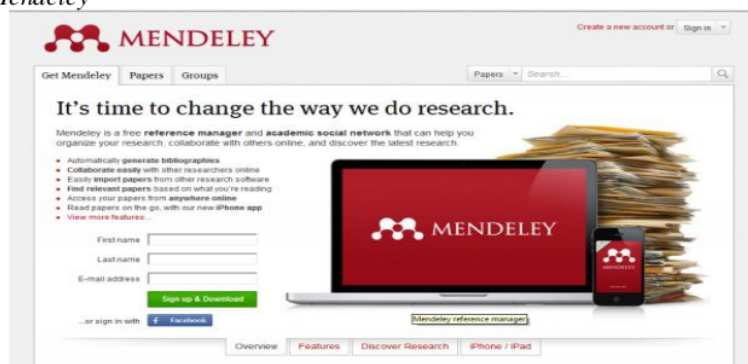 Mendeley
MENDELEY
Create a new account or Sign in
Get Mendeley Papers Groups
Papers Search...
It's time to change the way we do research.
Mendeley is a free reference manager and academic social network that can help you
organize your research, collaborate with others online, and discover the latest research.
Automatically generate bibliographies
Collaborate easily with other researchers online
Easily import papers from other research software
Find relevant papers based on what you're reading
Access your papers from anywhere online
Read papers on the go, with our new iPhone app
View more features...
First name
Last name
E-mail address
Sign up & Download
...or sign in with f Facebook
MENDELEY
MENDELEY
Mendeley reference manager
Overview Features Discover Research iPhone / iPad